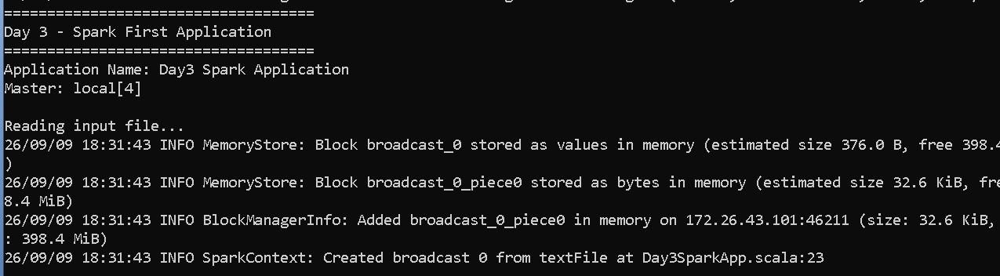 ===================================
Day 3 - Spark First Application
===================================
Application Name: Day3 Spark Application
Master: local[4]
Reading input file...
26/09/09 18:31:43 INFO MemoryStore: Block broadcast_0 stored as values in memory (estimated size 376.0 B, free 398.4
)
26/09/09 18:31:43 INFO MemoryStore: Block broadcast_0_piece0 stored as bytes in memory (estimated size 32.6 KiB, fre
8.4 MiB)
26/09/09 18:31:43 INFO BlockManagerInfo: Added broadcast_0_piece0 in memory on 172.26.43.101:46211 (size: 32.6 KiB,
: 398.4 MiB)
26/09/09 18:31:43 INFO SparkContext: Created broadcast 0 from textFile at Day3SparkApp.scala:23